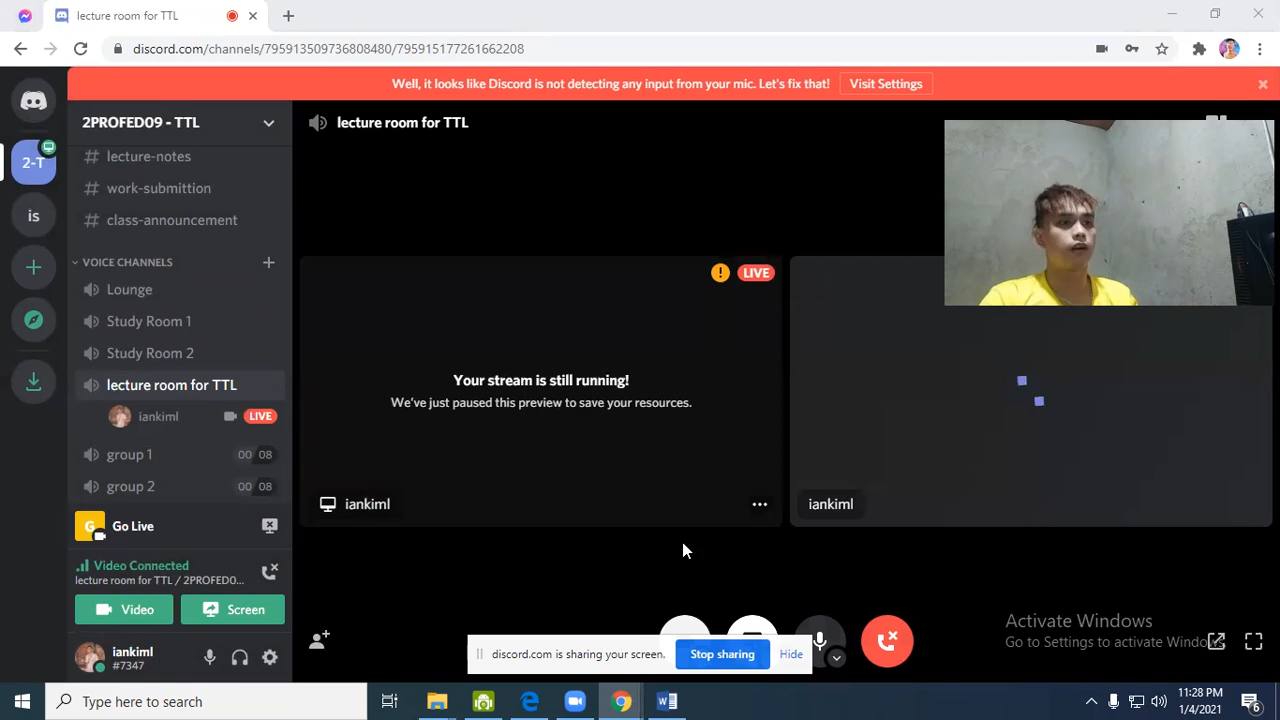 lecture room for TTL
discord.com/channels/795913509736808480/795915177261662208
Well, it looks like Discord is not detecting any input from your mic. Let's fix that!
Visit Settings
2PROFED09 - TTL
lecture room for TTL
2-T
is
# lecture-notes
# work-submittion
# class-announcement
VOICE CHANNELS
Lounge
Study Room 1
Study Room 2
lecture room for TTL
iankiml
LIVE
group 1
00 08
group 2
00 08
G
Go Live
Video Connected
lecture room for TTL / 2PROFED0...
Video
Screen
iankiml
#7347
! LIVE
Your stream is still running!
We've just paused this preview to save your resources.
iankiml
iankiml
discord.com is sharing your screen.
Stop sharing
Hide
Activate Windows
Go to Settings to activate Windows.
Type here to search
11:28 PM
1/4/2021
6